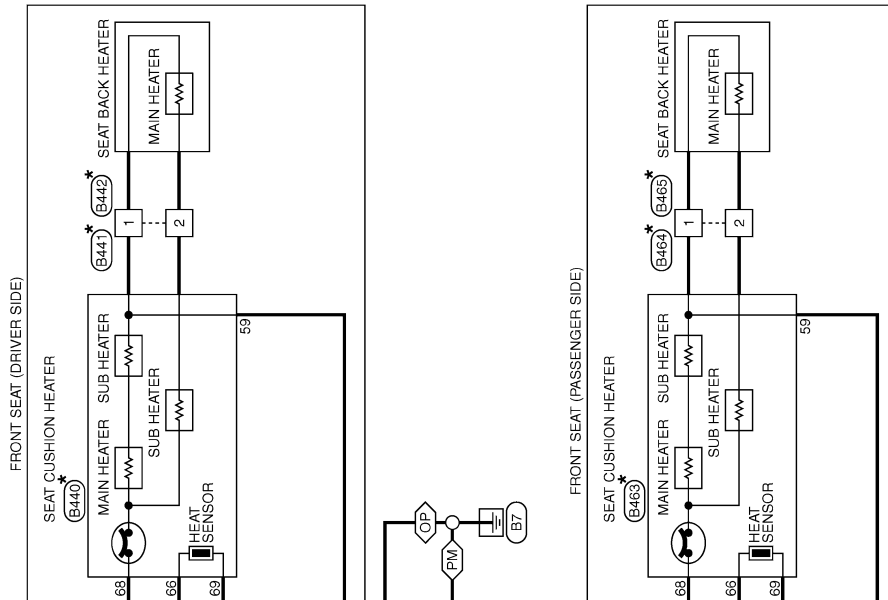 FRONT SEAT (DRIVER SIDE)
SEAT BACK HEATER
MAIN HEATER
* B442
* B441
1
2
SEAT CUSHION HEATER
* B440
59
SUB HEATER
SUB HEATER
MAIN HEATER
HEAT
SENSOR
68
66
69
OP
PM
B7
FRONT SEAT (PASSENGER SIDE)
SEAT BACK HEATER
MAIN HEATER
* B465
* B464
1
2
SEAT CUSHION HEATER
* B463
59
SUB HEATER
SUB HEATER
MAIN HEATER
HEAT
SENSOR
68
66
69